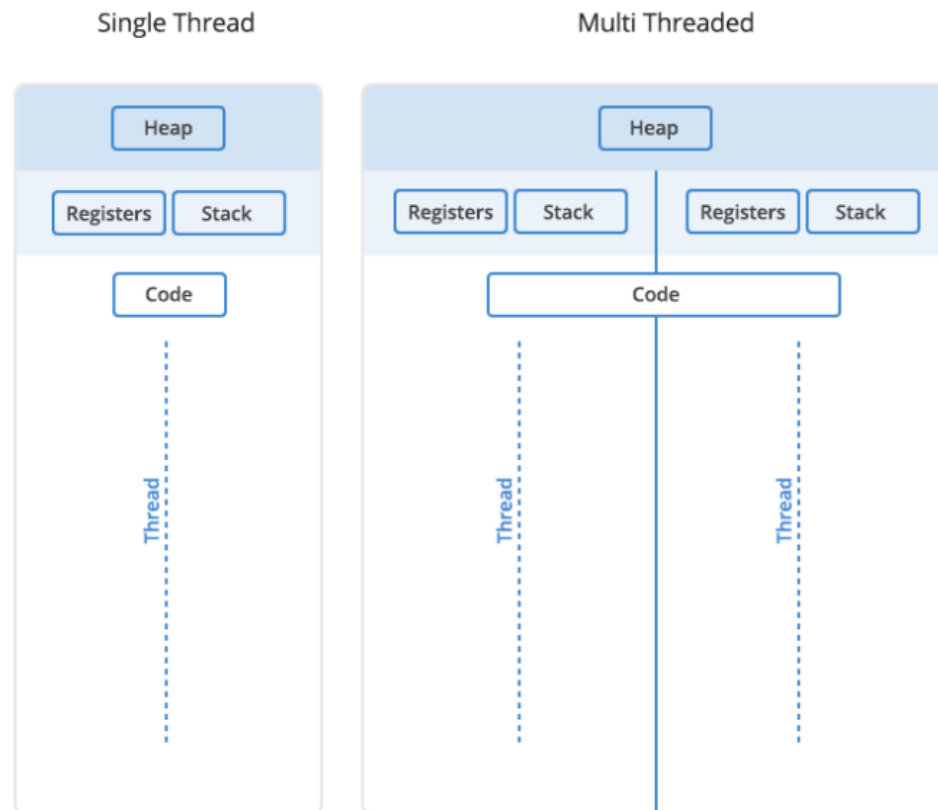 Single Thread
Multi Threaded
Heap
Heap
Registers
Stack
Registers
Stack
Registers
Stack
Code
Code
Thread
Thread
Thread